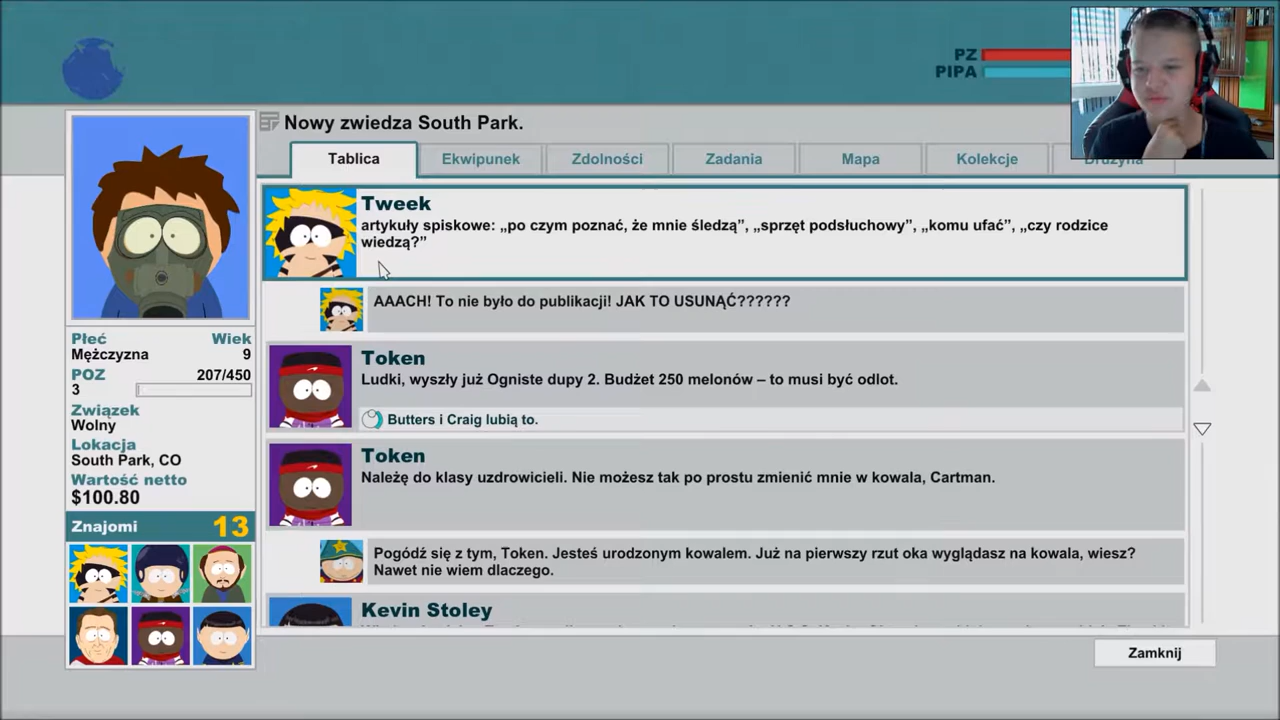 PZ
PIPA
Nowy zwiedza South Park.
Tablica
Ekwipunek
Zdolności
Zadania
Mapa
Kolekcje
Drużyna
Tweek
artykuły spiskowe: „po czym poznać, że mnie śledzą”, „sprzęt podsłuchowy”, „komu ufać”, „czy rodzice
wiedzą?”
AAACH! To nie było do publikacji! JAK TO USUNĄĆ??????
Token
Ludki, wyszły już Ogniste dupy 2. Budżet 250 melonów – to musi być odlot.
Butters i Craig lubią to.
Token
Należę do klasy uzdrowicieli. Nie możesz tak po prostu zmienić mnie w kowala, Cartman.
Pogódź się z tym, Token. Jesteś urodzonym kowalem. Już na pierwszy rzut oka wyglądasz na kowala, wiesz?
Nawet nie wiem dlaczego.
Kevin Stoley
Płeć Wiek
Mężczyzna 9
POZ 207/450
3
Związek
Wolny
Lokacja
South Park, CO
Wartość netto
$100.80
Znajomi 13
Zamknij